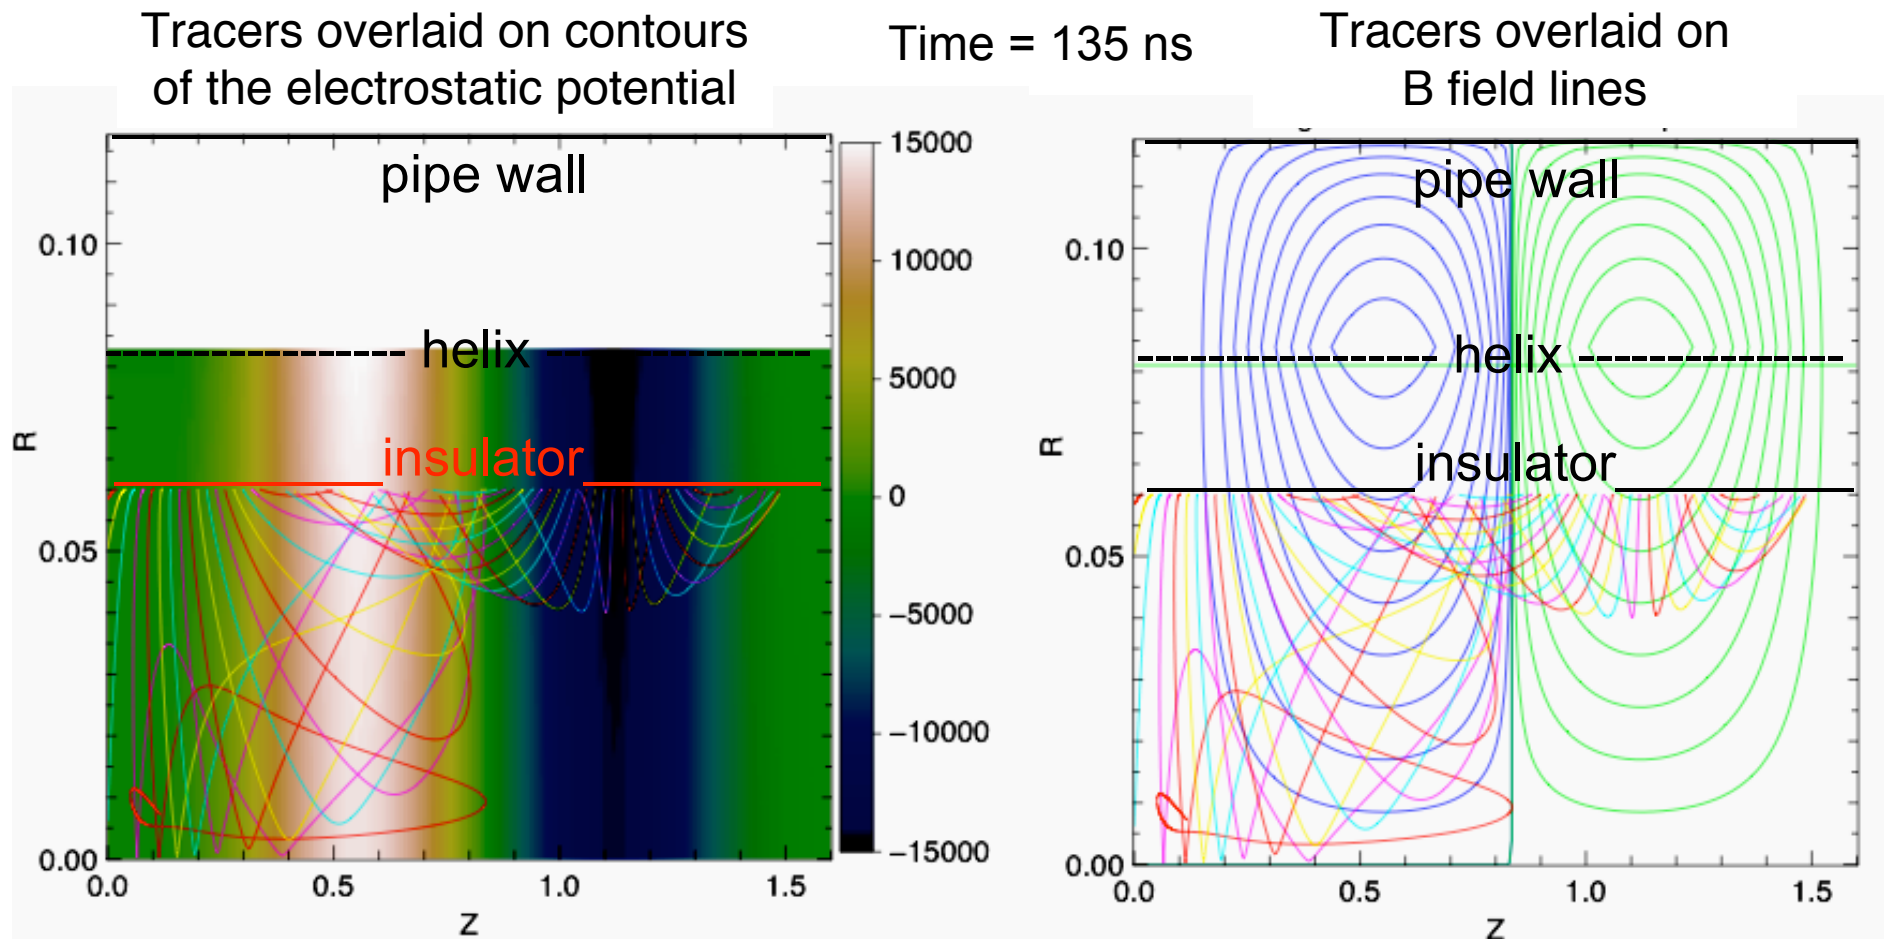 Tracers overlaid on contours
of the electrostatic potential
Time = 135 ns
Tracers overlaid on
B field lines
pipe wall
helix
insulator
R
0.10
0.05
0.00
0.0
0.5
1.0
1.5
Z
15000
10000
5000
0
−5000
−10000
−15000
pipe wall
helix
insulator
R
0.10
0.05
0.00
0.0
0.5
1.0
1.5
Z